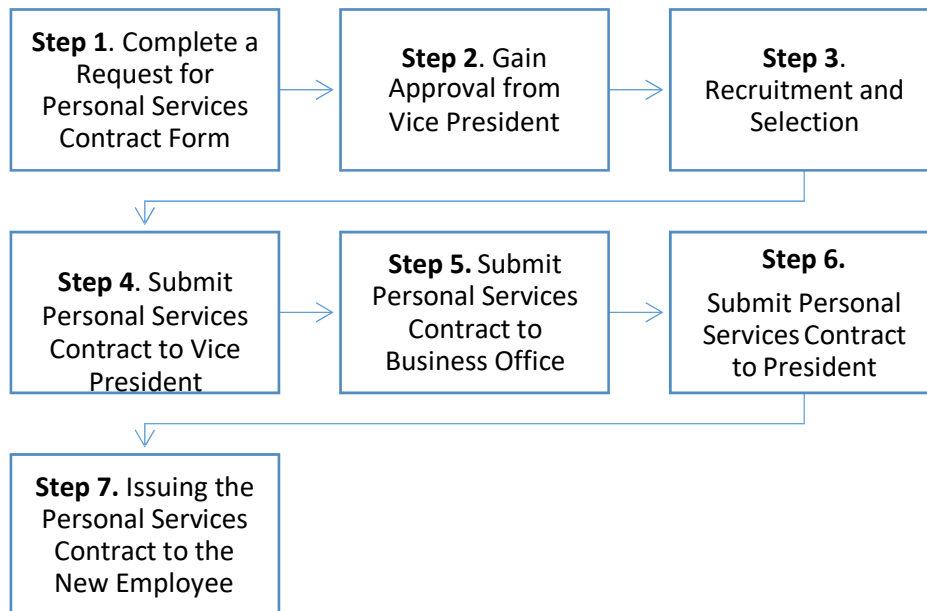 Step 1. Complete a
Request for
Personal Services
Contract Form
Step 2. Gain
Approval from
Vice President
Step 3.
Recruitment and
Selection
Step 4. Submit
Personal Services
Contract to Vice
President
Step 5. Submit
Personal Services
Contract to
Business Office
Step 6.
Submit Personal
Services Contract
to President
Step 7. Issuing the
Personal Services
Contract to the
New Employee